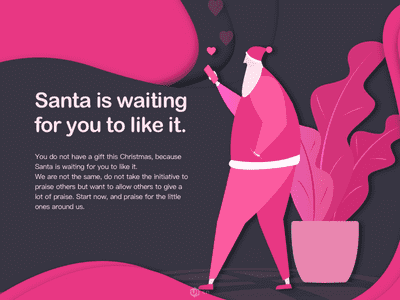 Santa is waiting
for you to like it.
You do not have a gift this Christmas, because
Santa is waiting for you to like it.
We are not the same, do not take the initiative to
praise others but want to allow others to give a
lot of praise. Start now, and praise for the little
ones around us.